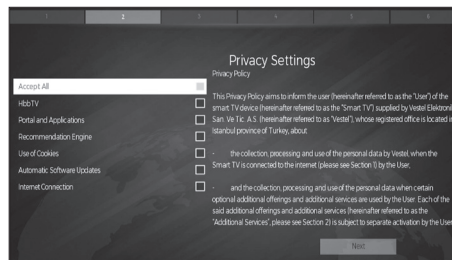 1 2 3 4 5 6
Privacy Settings
Privacy Policy
Accept All
HbbTV
Portal and Applications
Recommendation Engine
Use of Cookies
Automatic Software Updates
Internet Connection
This Privacy Policy aims to inform the user (hereinafter referred to as the "User") of the
smart TV device (hereinafter referred to as the "Smart TV") supplied by Vestel Elektroni
San. Ve Tic. A.S. (hereinafter referred to as "Vestel"), whose registered office is located in
Istanbul province of Turkey, about
- the collection, processing and use of the personal data by Vestel, when the
Smart TV is connected to the internet (please see Section 1) by the User,
- and the collection, processing and use of the personal data when certain
optional additional offerings and additional services are used by the User. Each of the
said additional offerings and additional services (hereinafter referred to as the
"Additional Services", please see Section 2) is subject to separate activation by the User
Next